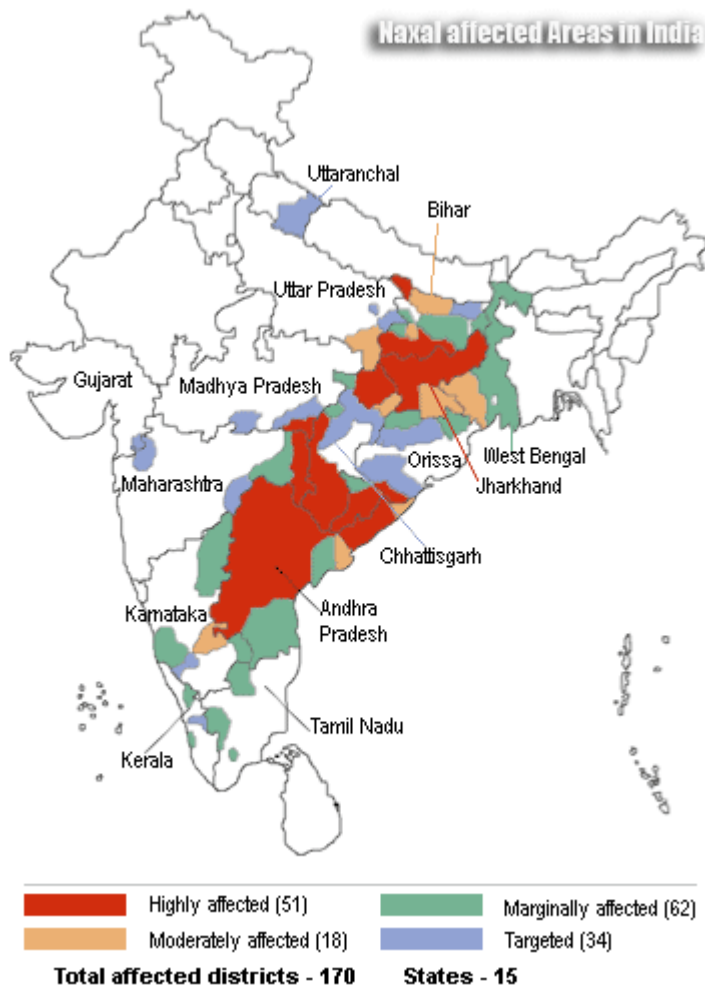 Naxal affected Areas in India
Uttaranchal
Bihar
Uttar Pradesh
Gujarat
Madhya Pradesh
Maharashtra
Orissa
West Bengal
Jharkhand
Chhattisgarh
Andhra
Pradesh
Karnataka
Tamil Nadu
Kerala
Highly affected (51)
Marginally affected (62)
Moderately affected (18)
Targeted (34)
Total affected districts - 170 States - 15